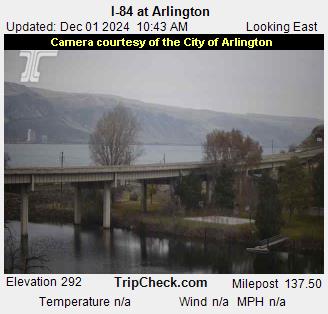 I-84 at Arlington
Updated: Dec 01 2024 10:43 AM Looking East
Camera courtesy of the City of Arlington
Elevation 292 TripCheck.com Milepost 137.50
Temperature n/a Wind n/a MPH n/a